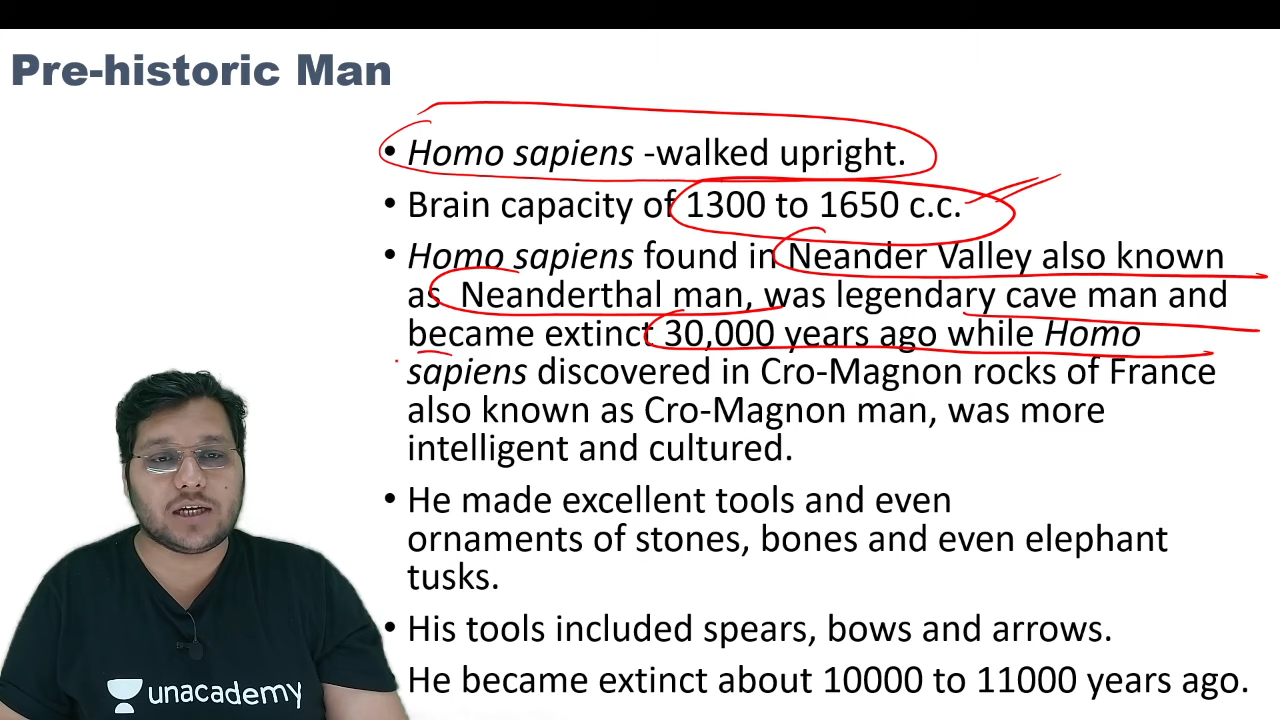 Pre-historic Man
• Homo sapiens -walked upright.
• Brain capacity of 1300 to 1650 c.c.
• Homo sapiens found in Neander Valley also known
as Neanderthal man, was legendary cave man and
became extinct 30,000 years ago while Homo
sapiens discovered in Cro-Magnon rocks of France
also known as Cro-Magnon man, was more
intelligent and cultured.
• He made excellent tools and even
ornaments of stones, bones and even elephant
tusks.
• His tools included spears, bows and arrows.
He became extinct about 10000 to 11000 years ago.
unacademy